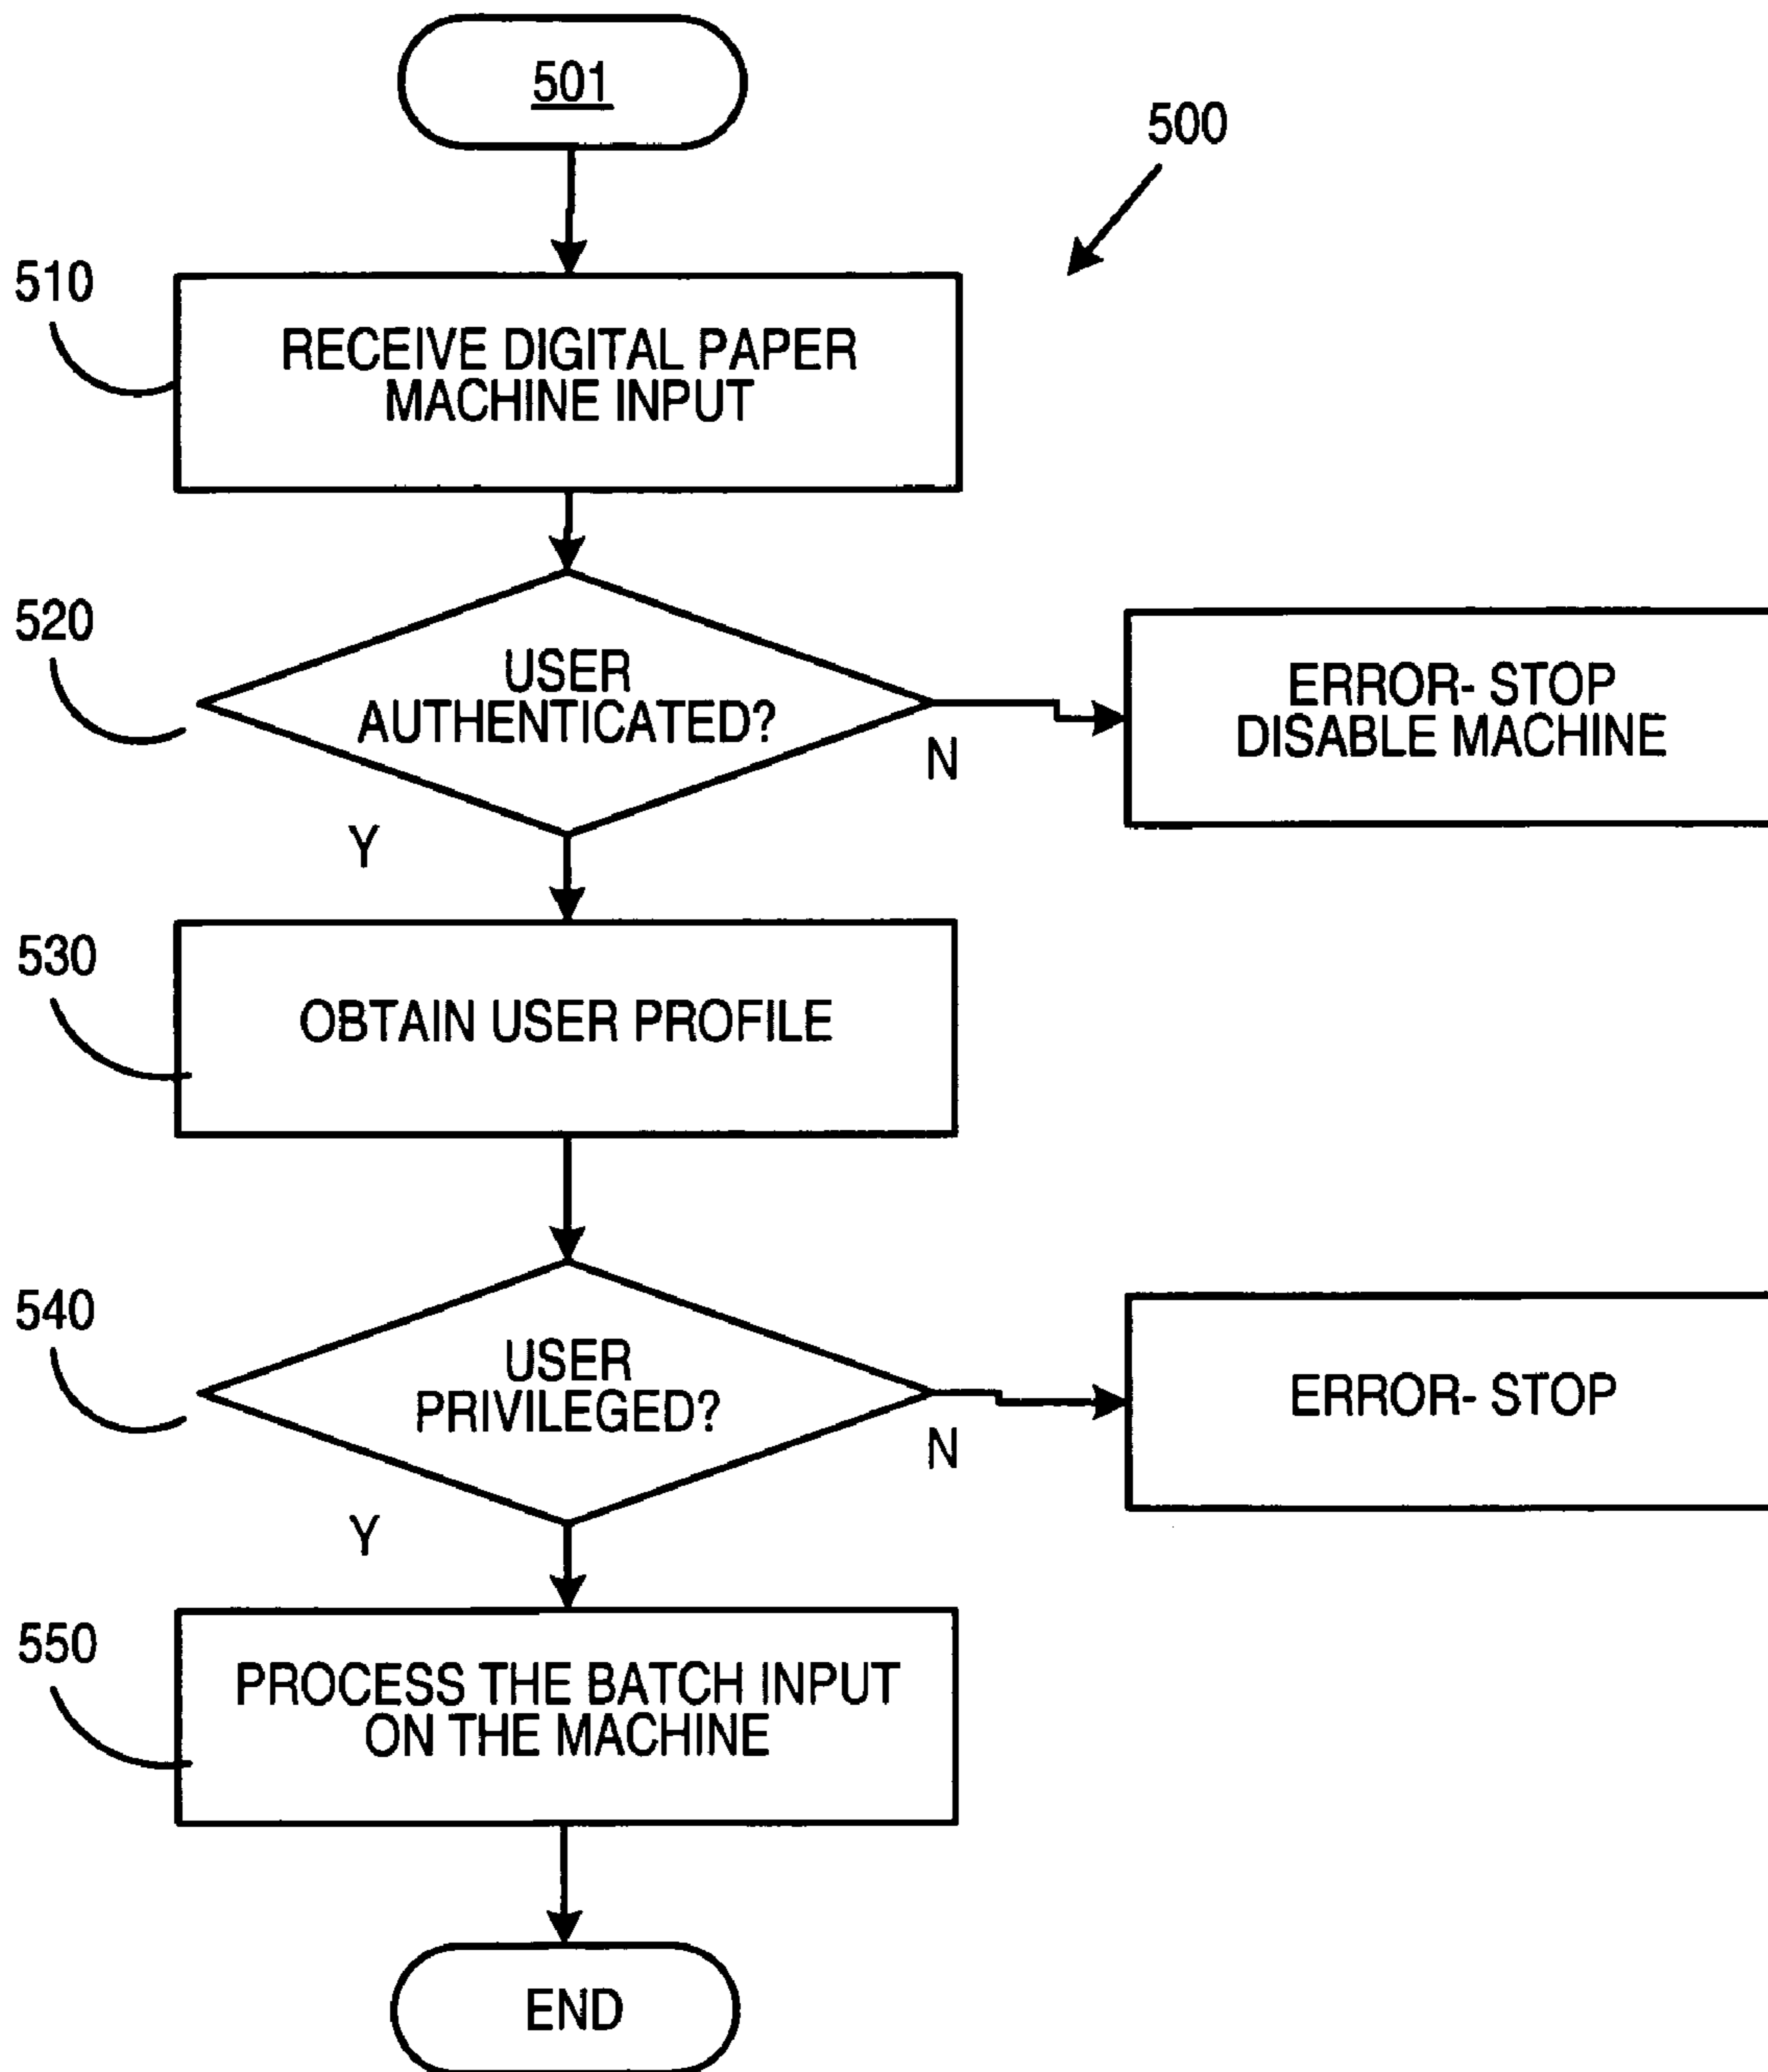 501
500
510
RECEIVE DIGITAL PAPER
MACHINE INPUT
520
USER
AUTHENTICATED?
N
Y
ERROR- STOP
DISABLE MACHINE
530
OBTAIN USER PROFILE
540
USER
PRIVILEGED?
N
Y
ERROR- STOP
550
PROCESS THE BATCH INPUT
ON THE MACHINE
END